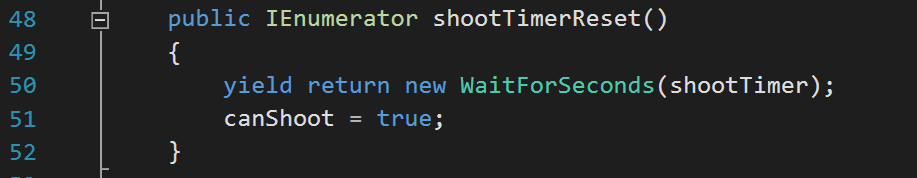 48 public IEnumerator shootTimerReset()
49 {
50 yield return new WaitForSeconds(shootTimer);
51 canShoot = true;
52 }